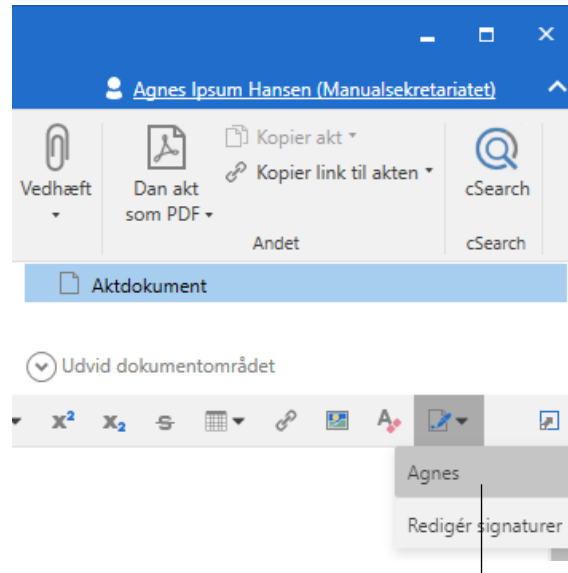 Agnes Ipsum Hansen (Manualsekretariatet)
Kopier akt
Vedhæft
Dan akt
som PDF
Kopier link til akten
cSearch
Andet
cSearch
Aktdokument
Udvid dokumentområdet
x² x₂ S A
Agnes
Redigér signaturer